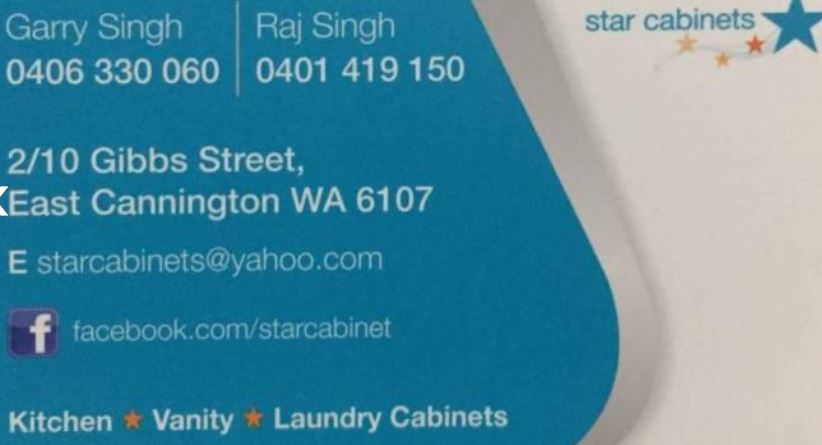 Garry Singh
0406 330 060
Raj Singh
0401 419 150
star cabinets
2/10 Gibbs Street,
East Cannington WA 6107
E starcabinets@yahoo.com
f facebook.com/starcabinet
Kitchen ★ Vanity ★ Laundry Cabinets